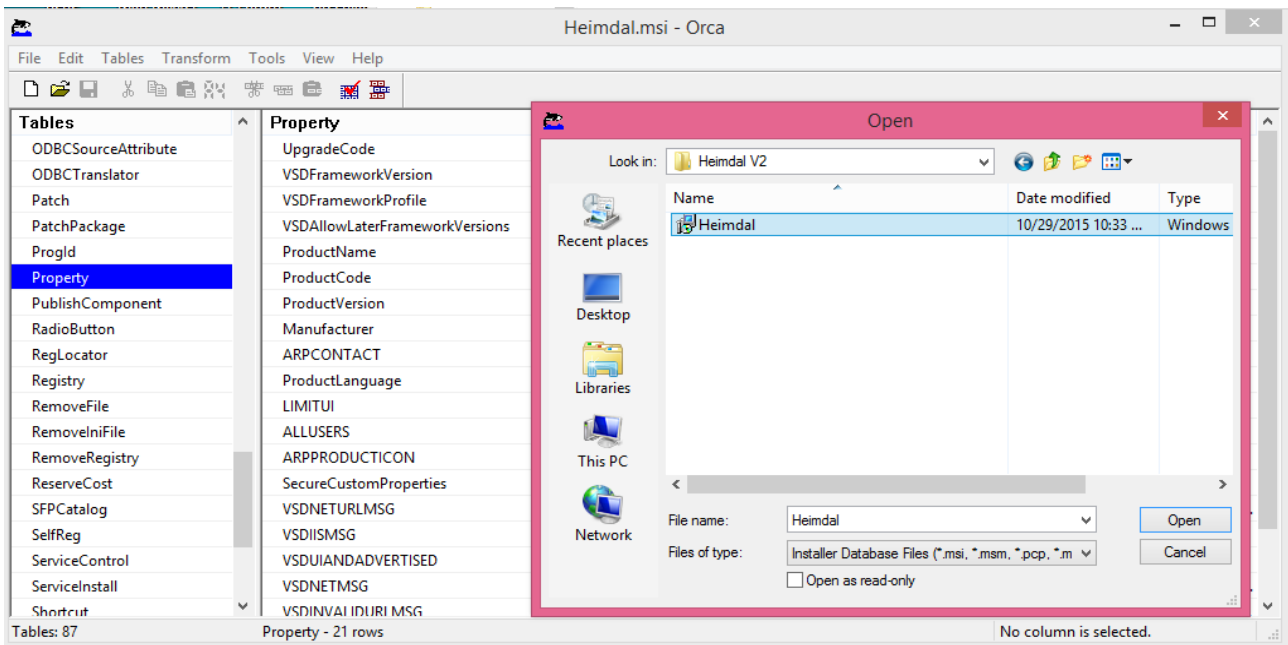 Heimdal.msi - Orca
File Edit Tables Transform Tools View Help
Tables
ODBCSourceAttribute
ODBCTranslator
Patch
PatchPackage
ProgId
Property
PublishComponent
RadioButton
RegLocator
Registry
RemoveFile
RemoveIniFile
RemoveRegistry
ReserveCost
SFPCatalog
SelfReg
ServiceControl
ServiceInstall
Shortcut
Property
UpgradeCode
VSDFrameworkVersion
VSDFrameworkProfile
VSDAllowLaterFrameworkVersions
ProductName
ProductCode
ProductVersion
Manufacturer
ARPCONTACT
ProductLanguage
LIMITUI
ALLUSERS
ARPPRODUCTICON
SecureCustomProperties
VSDNETURLMSG
VSDIISMSG
VSDUIANDADVERTISED
VSDNETMSG
VSDINVALIDURLMSG
Open
Look in: Heimdal V2
Recent places
Desktop
Libraries
This PC
Network
Name Date modified Type
Heimdal 10/29/2015 10:33 ... Windows
File name: Heimdal Open
Files of type: Installer Database Files (*.msi, *.msm, *.pcp, *.m Cancel
Open as read-only
Tables: 87 Property - 21 rows No column is selected.